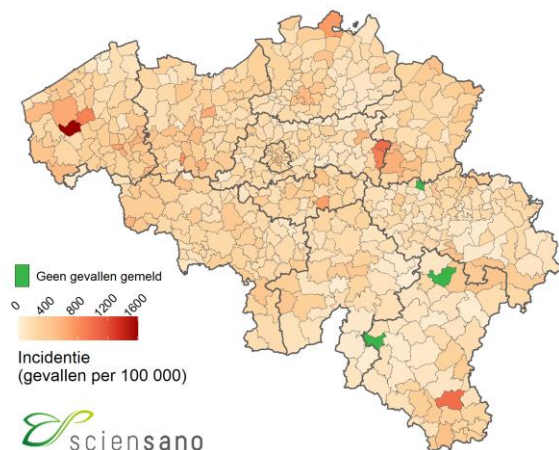 Geen gevallen gemeld
0 400 800 1200 1600
Incidentie
(gevallen per 100 000)
sciensano